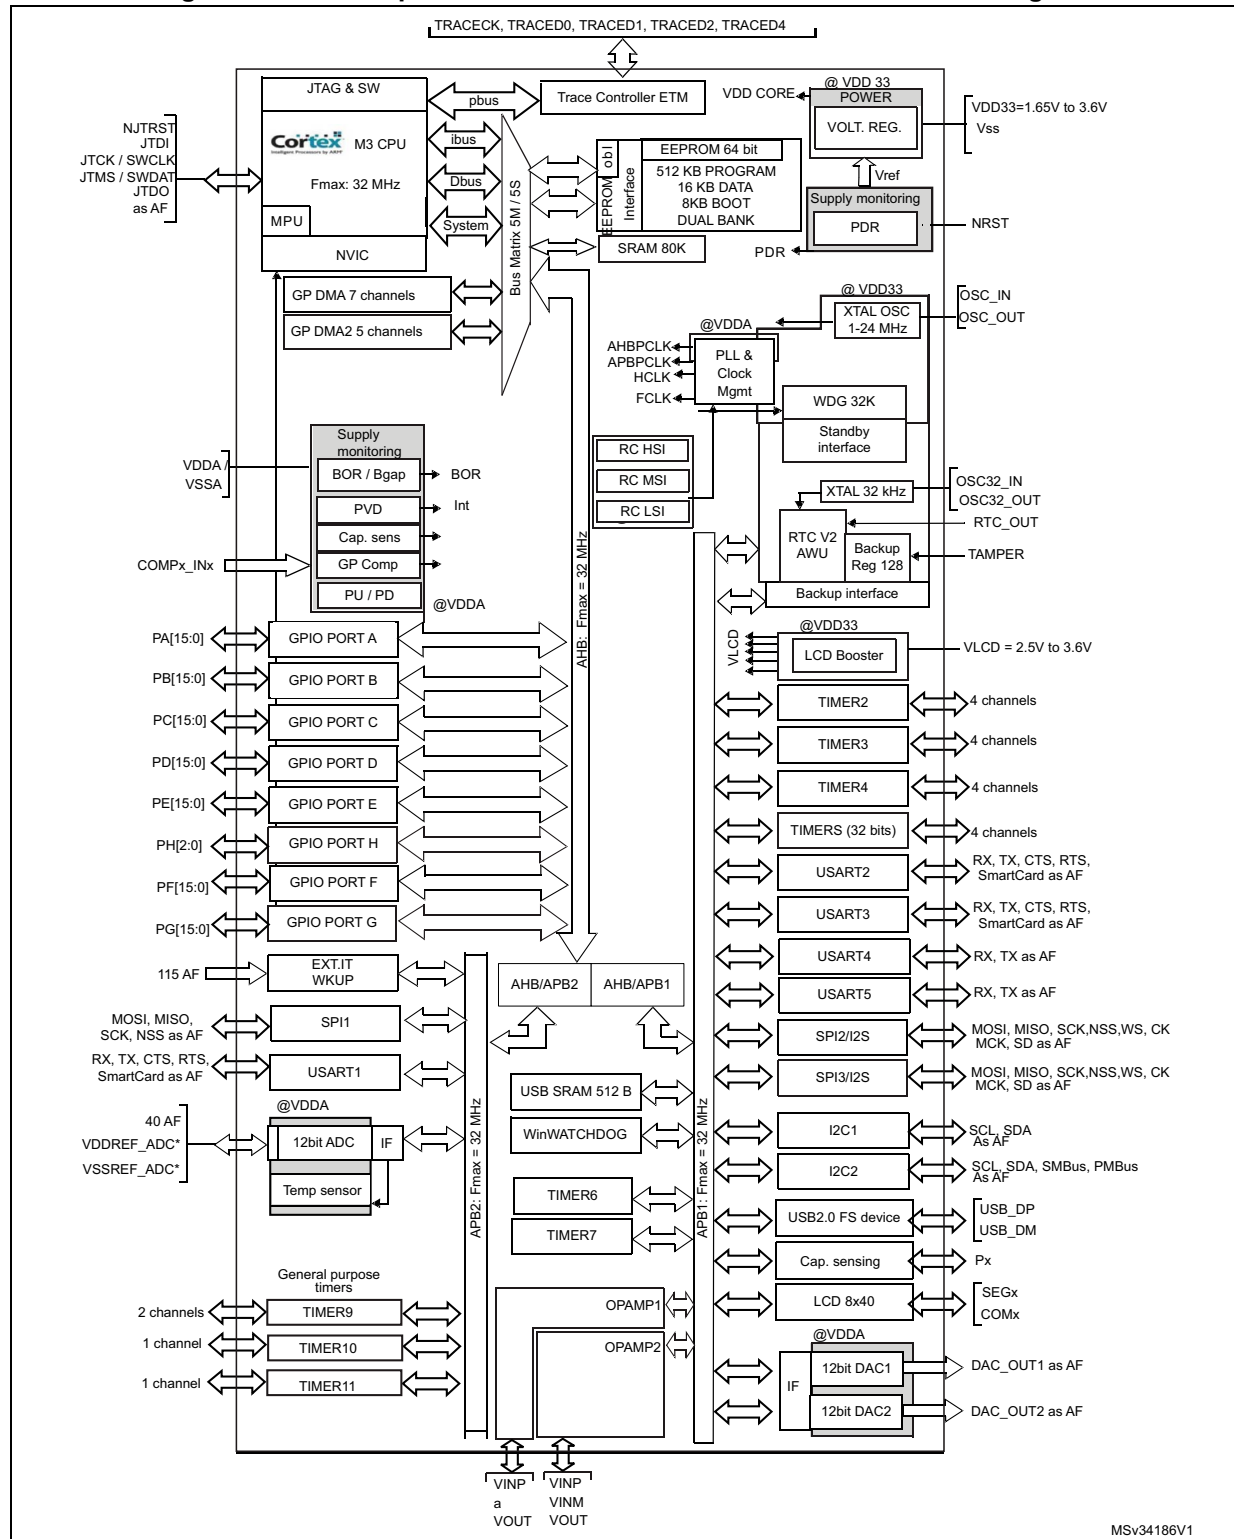 TRACECK, TRACED0, TRACED1, TRACED2, TRACED4
JTAG & SW
pbus
Trace Controller ETM
VDD CORE
@ VDD 33
POWER
VOLT. REG.
VDD33=1.65V to 3.6V
Vss
NJTRST
JTDI
JTCK / SWCLK
JTMS / SWDAT
JTDO
as AF
Cortex
Intelligent Processors by ARM
M3 CPU
Fmax: 32 MHz
MPU
NVIC
ibus
Dbus
System
Bus Matrix 5M / 5S
EEPROM obl
Interface
EEPROM 64 bit
512 KB PROGRAM
16 KB DATA
8KB BOOT
DUAL BANK
SRAM 80K
Vref
Supply monitoring
PDR
NRST
PDR
GP DMA 7 channels
GP DMA2 5 channels
@ VDD33
XTAL OSC
1-24 MHz
OSC_IN
OSC_OUT
@VDDA
PLL &
Clock
Mgmt
AHBPCLK
APBPCLK
HCLK
FCLK
WDG 32K
Standby
interface
RC HSI
RC MSI
RC LSI
Supply
monitoring
VDDA /
VSSA
BOR / Bgap
BOR
PVD
Int
Cap. sens
GP Comp
COMPx_INx
PU / PD
@VDDA
XTAL 32 kHz
OSC32_IN
OSC32_OUT
RTC V2
AWU
RTC_OUT
Backup
Reg 128
TAMPER
Backup interface
AHB: Fmax = 32 MHz
PA[15:0]
GPIO PORT A
PB[15:0]
GPIO PORT B
PC[15:0]
GPIO PORT C
PD[15:0]
GPIO PORT D
PE[15:0]
GPIO PORT E
PH[2:0]
GPIO PORT H
PF[15:0]
GPIO PORT F
PG[15:0]
GPIO PORT G
@VDD33
VLCD
LCD Booster
VLCD = 2.5V to 3.6V
TIMER2
4 channels
TIMER3
4 channels
TIMER4
4 channels
TIMERS (32 bits)
4 channels
USART2
RX, TX, CTS, RTS,
SmartCard as AF
USART3
RX, TX, CTS, RTS,
SmartCard as AF
USART4
RX, TX as AF
USART5
RX, TX as AF
SPI2/I2S
MOSI, MISO, SCK,NSS,WS, CK
MCK, SD as AF
SPI3/I2S
MOSI, MISO, SCK,NSS,WS, CK
MCK, SD as AF
I2C1
SCL, SDA
As AF
I2C2
SCL, SDA, SMBus, PMBus
As AF
USB2.0 FS device
USB_DP
USB_DM
Cap. sensing
Px
LCD 8x40
SEGx
COMx
@VDDA
IF
12bit DAC1
DAC_OUT1 as AF
12bit DAC2
DAC_OUT2 as AF
115 AF
EXT.IT
WKUP
AHB/APB2
AHB/APB1
MOSI, MISO,
SCK, NSS as AF
SPI1
RX, TX, CTS, RTS,
SmartCard as AF
USART1
@VDDA
40 AF
VDDREF_ADC*
VSSREF_ADC*
12bit ADC
IF
Temp sensor
APB2: Fmax = 32 MHz
APB1: Fmax = 32 MHz
USB SRAM 512 B
WinWATCHDOG
TIMER6
TIMER7
General purpose
timers
2 channels
TIMER9
1 channel
TIMER10
1 channel
TIMER11
OPAMP1
OPAMP2
VINP
a
VOUT
VINP
VINM
VOUT
MSv34186V1